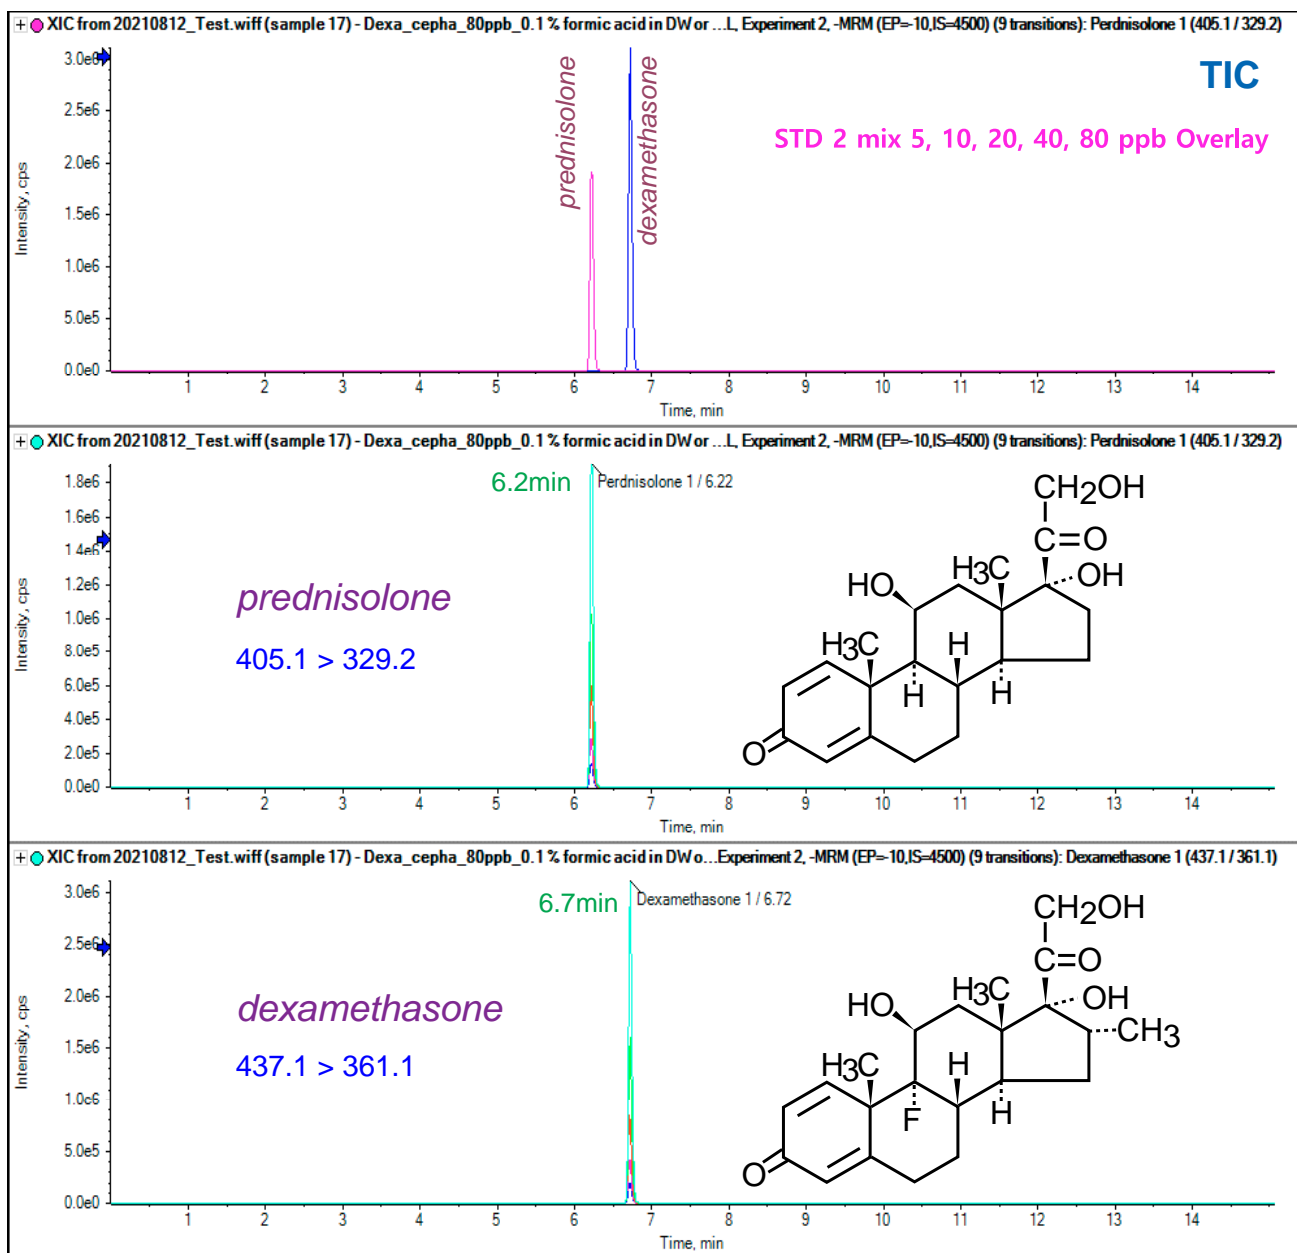 XIC from 20210812_Test.wiff (sample 17) - Dexa_cepha_80ppb_0.1 % formic acid in DW or ...L, Experiment 2, -MRM (EP=-10,IS=4500) (9 transitions): Perdnisolone 1 (405.1 / 329.2)
TIC
STD 2 mix 5, 10, 20, 40, 80 ppb Overlay
prednisolone
dexamethasone
Intensity, cps
3.0e6
2.5e6
2.0e6
1.5e6
1.0e6
5.0e5
0.0e0
1 2 3 4 5 6 7 8 9 10 11 12 13 14
Time, min
XIC from 20210812_Test.wiff (sample 17) - Dexa_cepha_80ppb_0.1 % formic acid in DW or ...L, Experiment 2, -MRM (EP=-10,IS=4500) (9 transitions): Perdnisolone 1 (405.1 / 329.2)
6.2min
Perdnisolone 1 / 6.22
prednisolone
405.1 > 329.2
Intensity, cps
1.8e6
1.6e6
1.4e6
1.2e6
1.0e6
8.0e5
6.0e5
4.0e5
2.0e5
0.0e0
CH2OH
C=O
H3C
OH
HO
H3C
H
H
H
O
1 2 3 4 5 6 7 8 9 10 11 12 13 14
Time, min
XIC from 20210812_Test.wiff (sample 17) - Dexa_cepha_80ppb_0.1 % formic acid in DW o...Experiment 2, -MRM (EP=-10,IS=4500) (9 transitions): Dexamethasone 1 (437.1 / 361.1)
6.7min
Dexamethasone 1 / 6.72
dexamethasone
437.1 > 361.1
Intensity, cps
3.0e6
2.5e6
2.0e6
1.5e6
1.0e6
5.0e5
0.0e0
CH2OH
C=O
H3C
OH
HO
CH3
H3C
H
F
H
O
1 2 3 4 5 6 7 8 9 10 11 12 13 14
Time, min